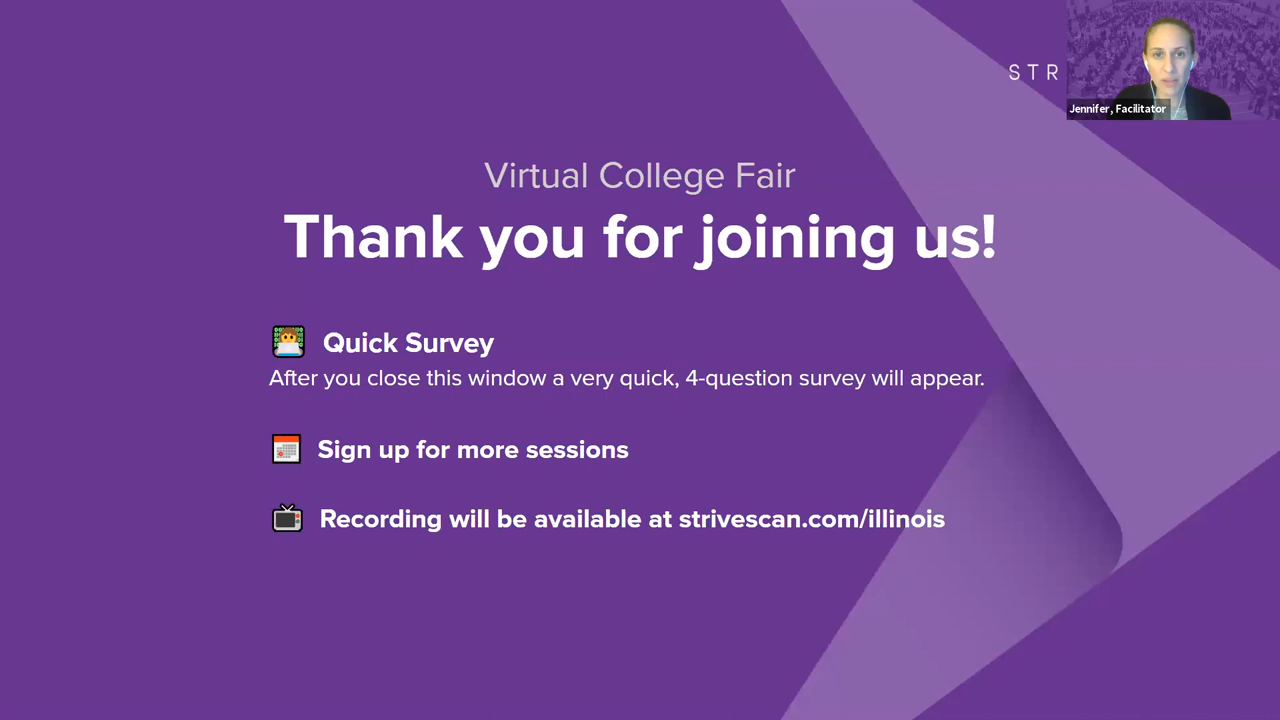 STR
Jennifer, Facilitator
Virtual College Fair
Thank you for joining us!
Quick Survey
After you close this window a very quick, 4-question survey will appear.
Sign up for more sessions
Recording will be available at strivescan.com/illinois